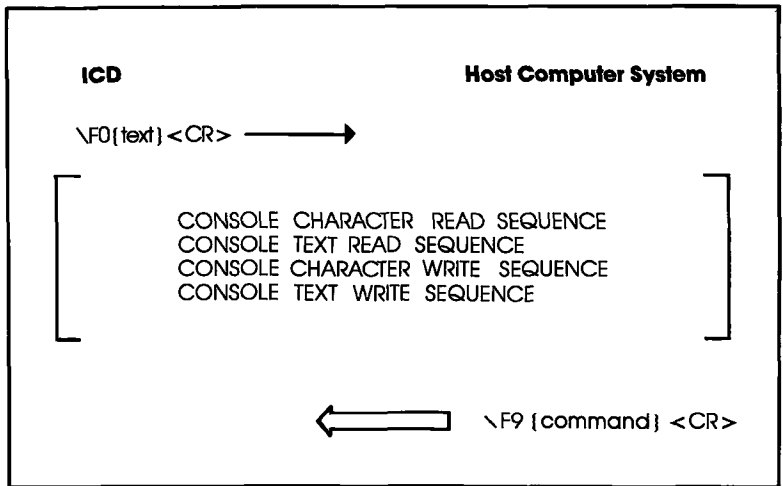 ICD Host Computer System
\F0{text}<CR>
CONSOLE CHARACTER READ SEQUENCE
CONSOLE TEXT READ SEQUENCE
CONSOLE CHARACTER WRITE SEQUENCE
CONSOLE TEXT WRITE SEQUENCE
\F9 {command} <CR>